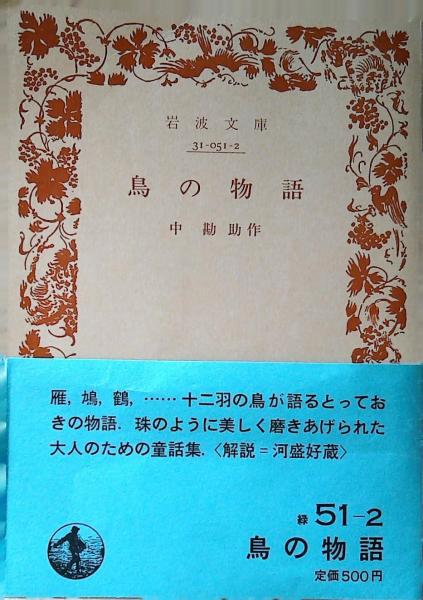 岩波文庫
31-051-2
鳥の物語
中勘助作
雁，鳩，鶴，……十二羽の鳥が語るとってお
きの物語．珠のように美しく磨きあげられた
大人のための童話集．〈解説＝河盛好蔵〉
緑 51-2
鳥の物語
定価500円